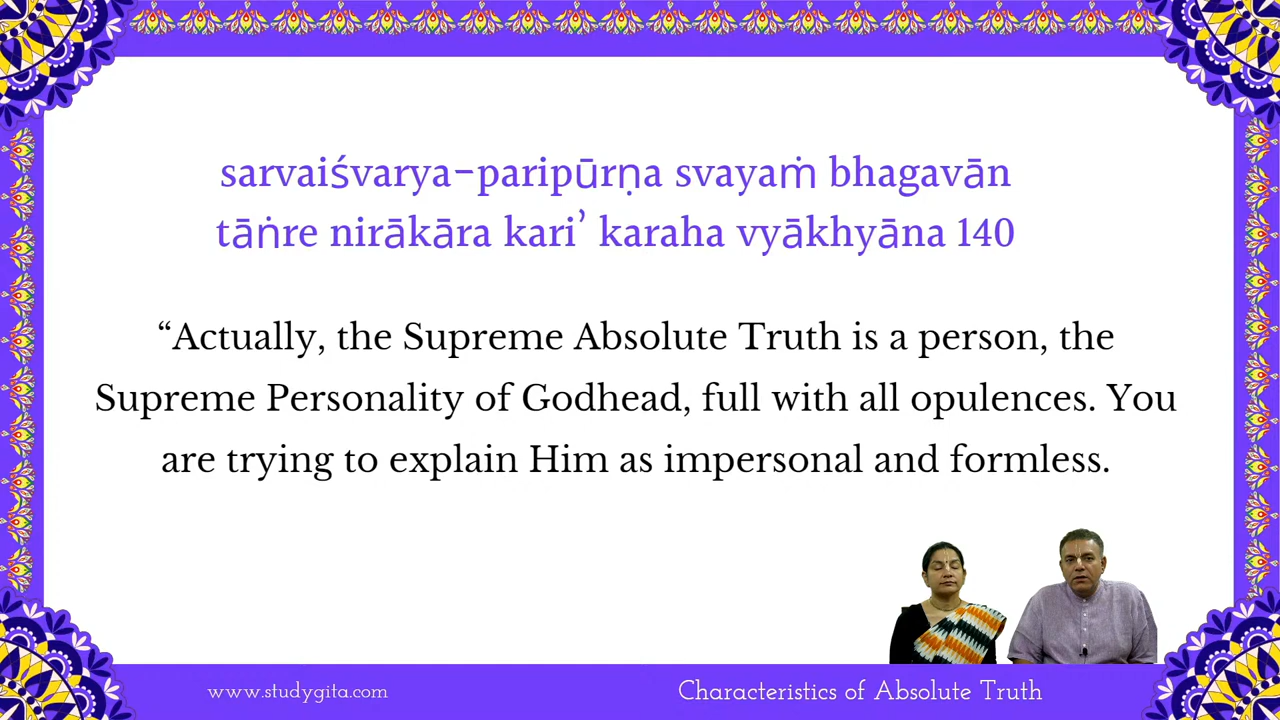 sarvaiśvarya-paripūrṇa svayaṁ bhagavān
tāṅre nirākāra kari’ karaha vyākhyāna 140
“Actually, the Supreme Absolute Truth is a person, the
Supreme Personality of Godhead, full with all opulences. You
are trying to explain Him as impersonal and formless.
www.studygita.com
Characteristics of Absolute Truth